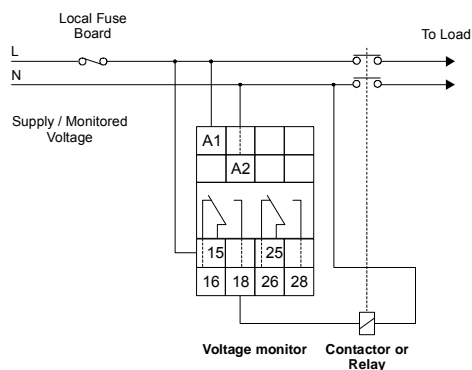 Local Fuse
Board
To Load
L
N
Supply / Monitored
Voltage
A1
A2
15
25
16
18
26
28
Voltage monitor
Contactor or
Relay